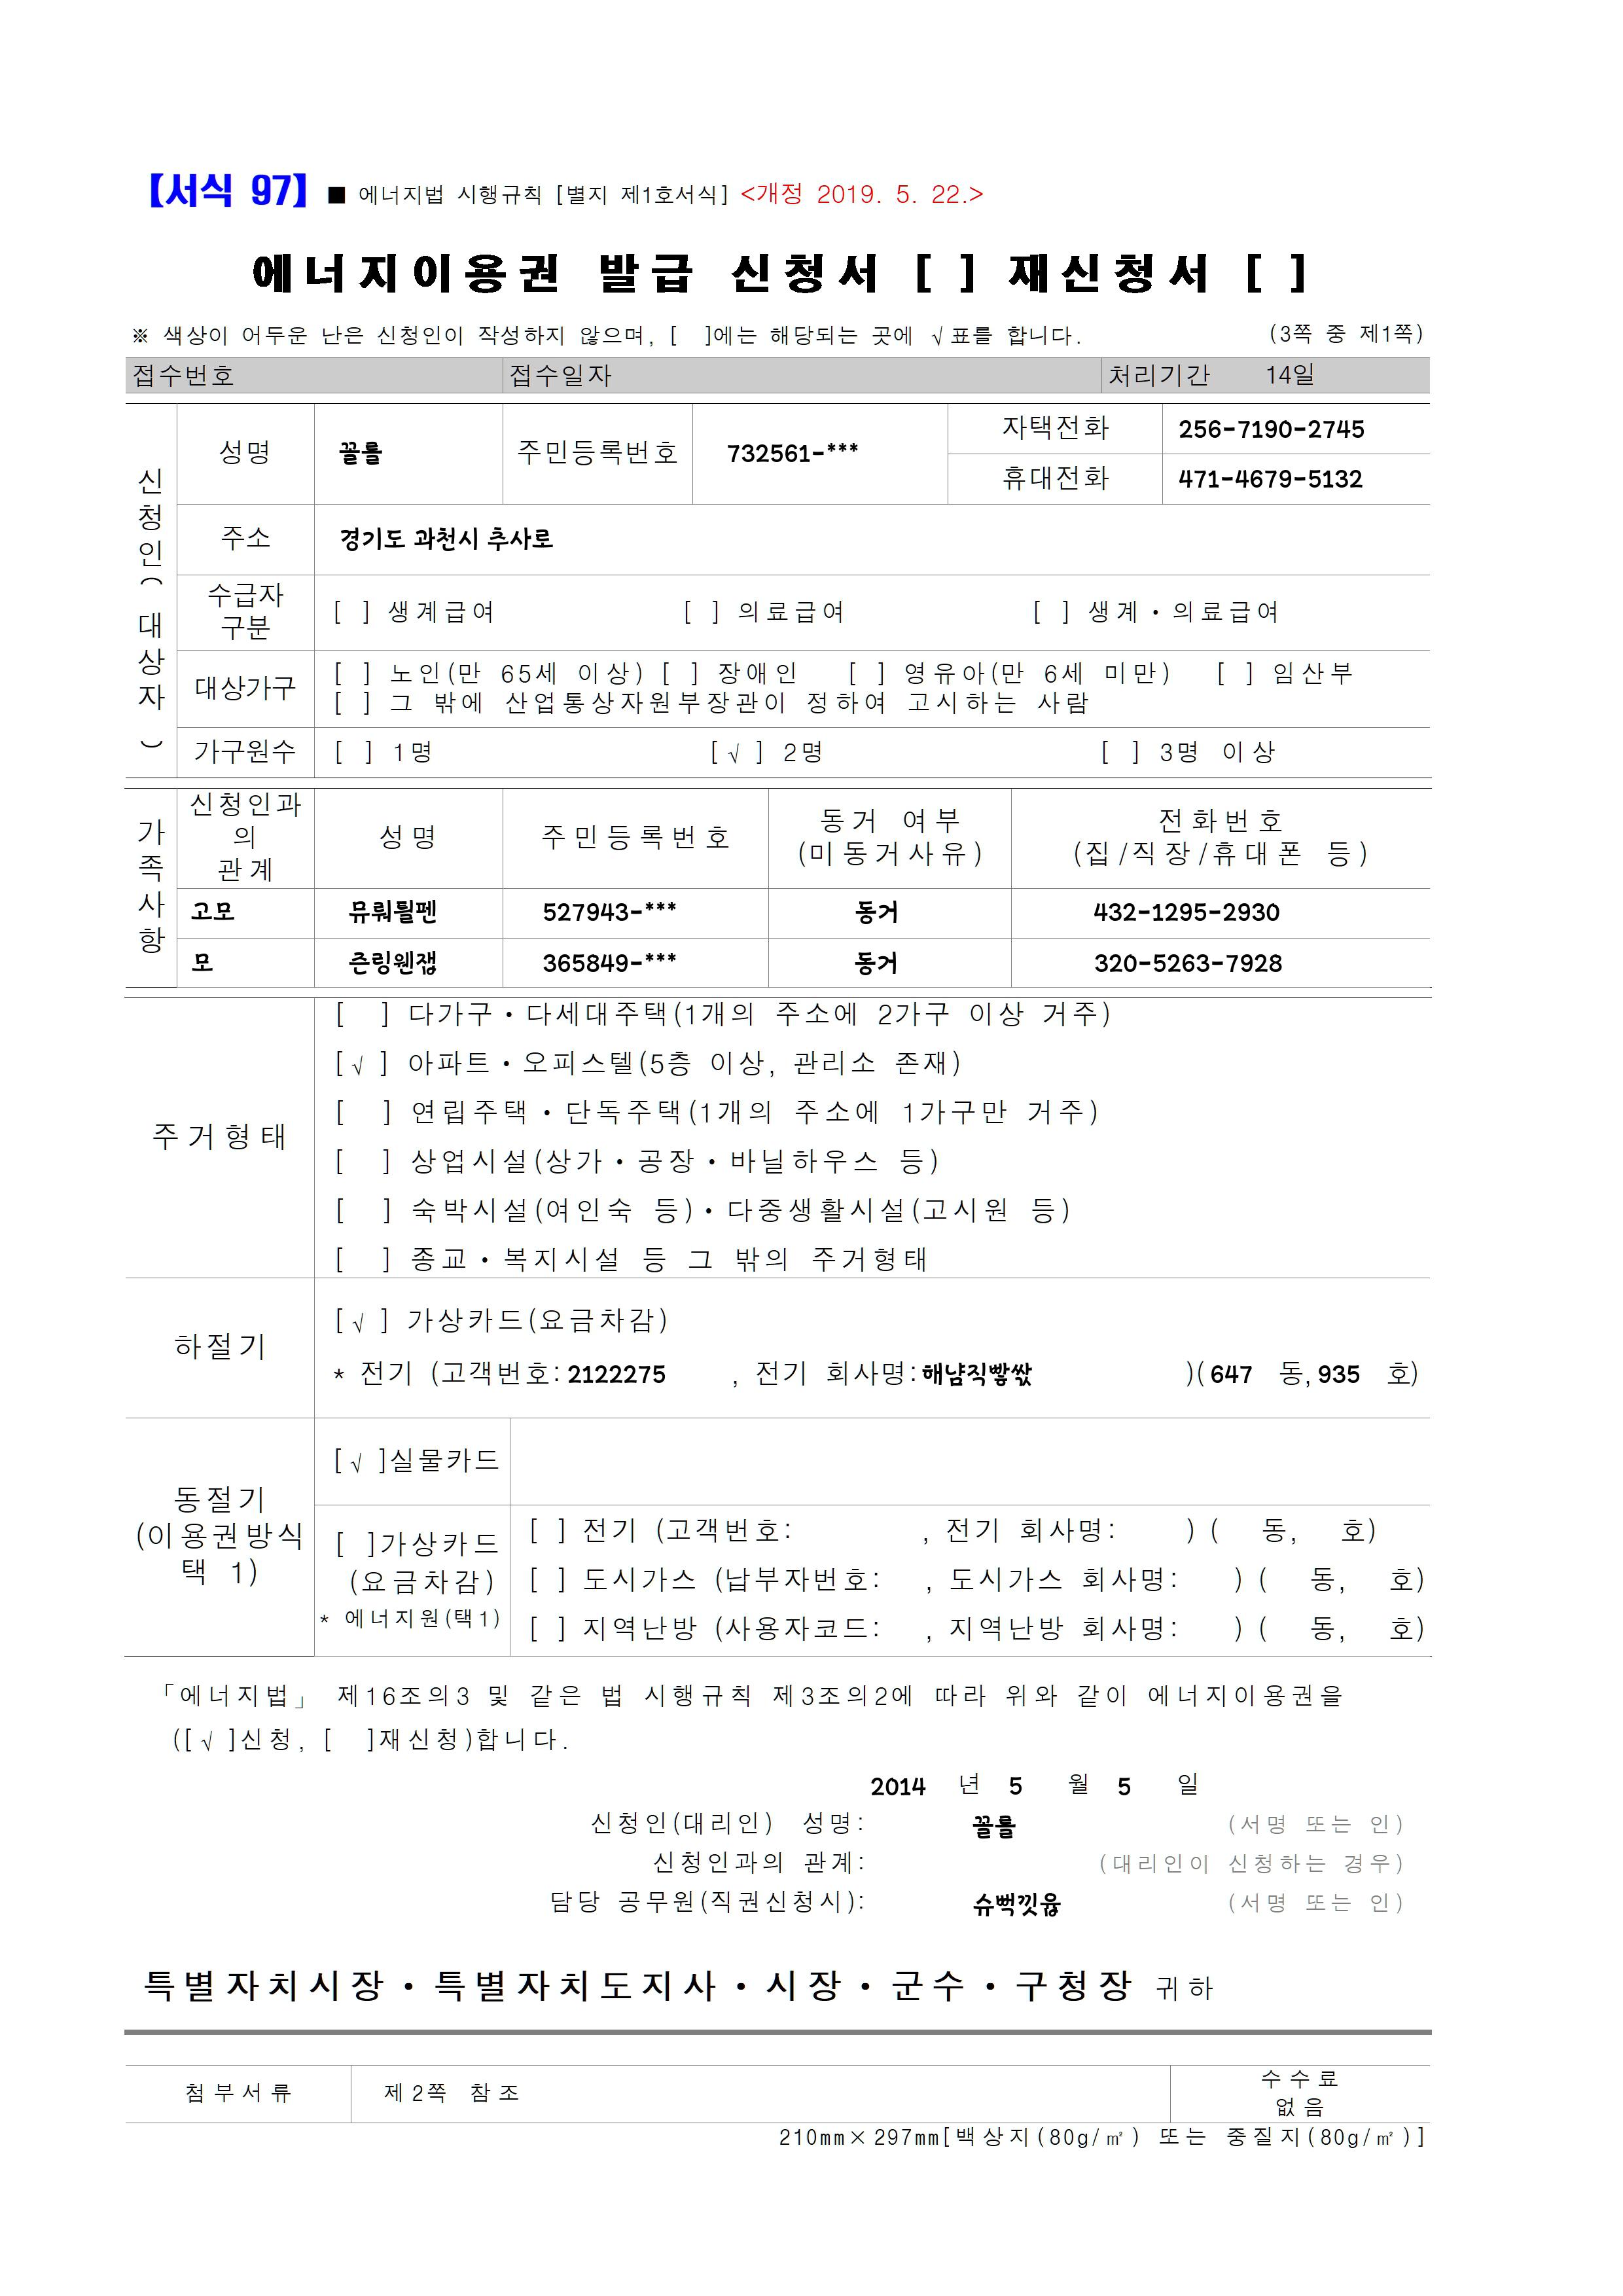 【서식 97】 ■ 에너지법 시행규칙 [별지 제1호서식] <개정 2019. 5. 22.>
에너지이용권 발급 신청서 [ ] 재신청서 [ ]
※ 색상이 어두운 난은 신청인이 작성하지 않으며, [ ]에는 해당되는 곳에 √표를 합니다. (3쪽 중 제1쪽)
접수번호 접수일자 처리기간 14일
신청인(대상자)
성명 꼴률 주민등록번호 732561-*** 자택전화 256-7190-2745
휴대전화 471-4679-5132
주소 경기도 과천시 추사로
수급자 구분 [ ] 생계급여 [ ] 의료급여 [ ] 생계·의료급여
대상가구 [ ] 노인(만 65세 이상) [ ] 장애인 [ ] 영유아(만 6세 미만) [ ] 임산부
[ ] 그 밖에 산업통상자원부장관이 정하여 고시하는 사람
가구원수 [ ] 1명 [√] 2명 [ ] 3명 이상
가족사항
신청인과의 관계 성명 주민등록번호 동거 여부 (미동거사유) 전화번호 (집/직장/휴대폰 등)
고모 뮤뤄뛸펜 527943-*** 동거 432-1295-2930
모 즌링웬잽 365849-*** 동거 320-5263-7928
주거형태
[ ] 다가구·다세대주택(1개의 주소에 2가구 이상 거주)
[√ ] 아파트·오피스텔(5층 이상, 관리소 존재)
[ ] 연립주택·단독주택(1개의 주소에 1가구만 거주)
[ ] 상업시설(상가·공장·비닐하우스 등)
[ ] 숙박시설(여인숙 등)·다중생활시설(고시원 등)
[ ] 종교·복지시설 등 그 밖의 주거형태
하절기
[√ ] 가상카드(요금차감)
* 전기 (고객번호: 2122275 , 전기 회사명: 해냠직빻쌌 )( 647 동, 935 호)
동절기 (이용권방식 택 1)
[√ ]실물카드
[ ]가상카드 (요금차감) * 에너지원(택1)
[ ] 전기 (고객번호: , 전기 회사명: ) ( 동, 호)
[ ] 도시가스 (납부자번호: , 도시가스 회사명: ) ( 동, 호)
[ ] 지역난방 (사용자코드: , 지역난방 회사명: ) ( 동, 호)
「에너지법」 제16조의3 및 같은 법 시행규칙 제3조의2에 따라 위와 같이 에너지이용권을
([√ ]신청, [ ]재신청)합니다.
2014 년 5 월 5 일
신청인(대리인) 성명: 꼴률 (서명 또는 인)
신청인과의 관계: (대리인이 신청하는 경우)
담당 공무원(직권신청시): 슈뻑낏윯 (서명 또는 인)
특별자치시장·특별자치도지사·시장·군수·구청장 귀하
첨부서류 제2쪽 참조 수수료 없음
210mm×297mm[백상지(80g/㎡) 또는 중질지(80g/㎡)]